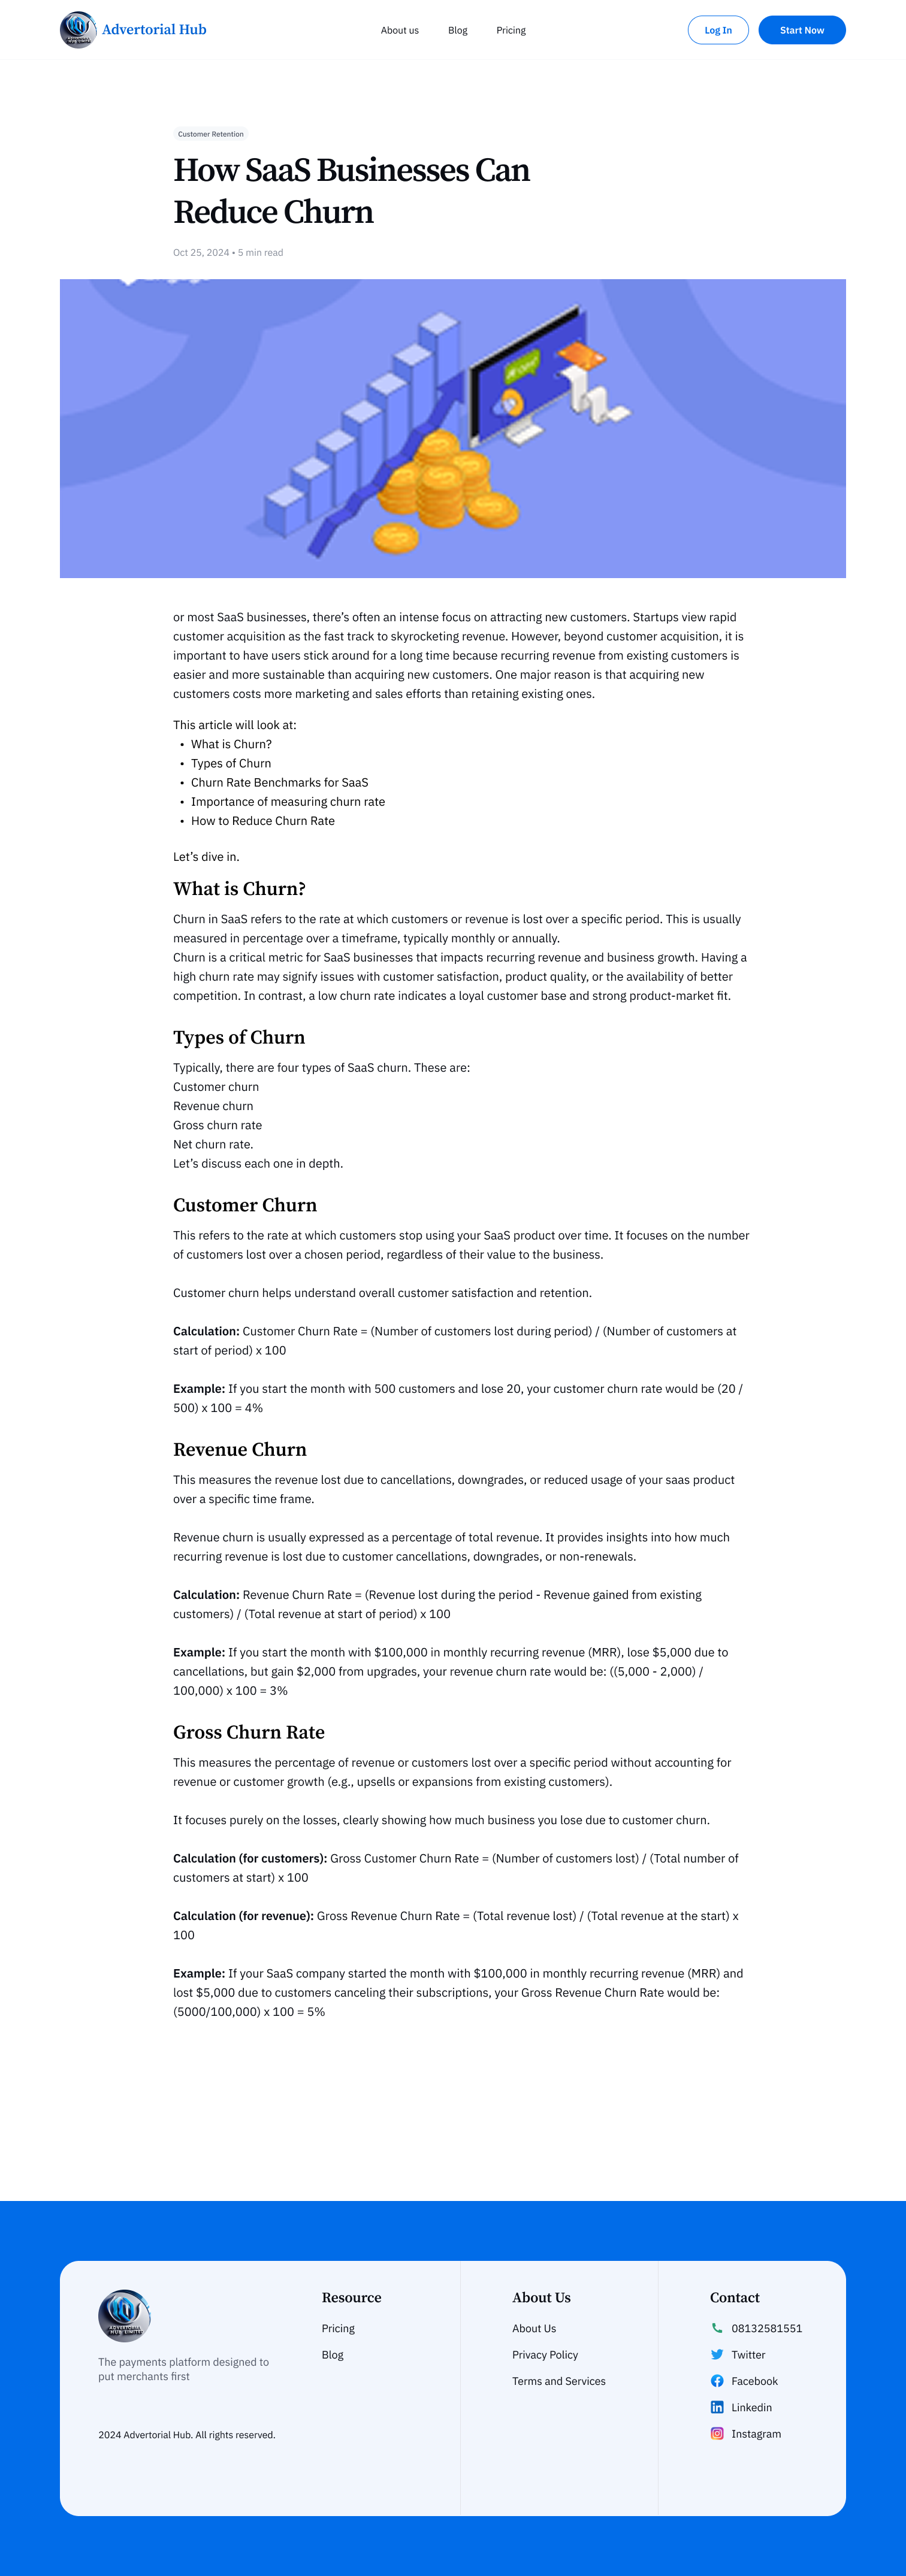 Advertorial Hub
About us
Blog
Pricing
Log In
Start Now
Customer Retention
How SaaS Businesses Can
Reduce Churn
Oct 25, 2024 • 5 min read
or most SaaS businesses, there’s often an intense focus on attracting new customers. Startups view rapid
customer acquisition as the fast track to skyrocketing revenue. However, beyond customer acquisition, it is
important to have users stick around for a long time because recurring revenue from existing customers is
easier and more sustainable than acquiring new customers. One major reason is that acquiring new
customers costs more marketing and sales efforts than retaining existing ones.
This article will look at:
• What is Churn?
• Types of Churn
• Churn Rate Benchmarks for SaaS
• Importance of measuring churn rate
• How to Reduce Churn Rate
Let’s dive in.
What is Churn?
Churn in SaaS refers to the rate at which customers or revenue is lost over a specific period. This is usually
measured in percentage over a timeframe, typically monthly or annually.
Churn is a critical metric for SaaS businesses that impacts recurring revenue and business growth. Having a
high churn rate may signify issues with customer satisfaction, product quality, or the availability of better
competition. In contrast, a low churn rate indicates a loyal customer base and strong product-market fit.
Types of Churn
Typically, there are four types of SaaS churn. These are:
Customer churn
Revenue churn
Gross churn rate
Net churn rate.
Let’s discuss each one in depth.
Customer Churn
This refers to the rate at which customers stop using your SaaS product over time. It focuses on the number
of customers lost over a chosen period, regardless of their value to the business.
Customer churn helps understand overall customer satisfaction and retention.
Calculation: Customer Churn Rate = (Number of customers lost during period) / (Number of customers at
start of period) x 100
Example: If you start the month with 500 customers and lose 20, your customer churn rate would be (20 /
500) x 100 = 4%
Revenue Churn
This measures the revenue lost due to cancellations, downgrades, or reduced usage of your saas product
over a specific time frame.
Revenue churn is usually expressed as a percentage of total revenue. It provides insights into how much
recurring revenue is lost due to customer cancellations, downgrades, or non-renewals.
Calculation: Revenue Churn Rate = (Revenue lost during the period - Revenue gained from existing
customers) / (Total revenue at start of period) x 100
Example: If you start the month with $100,000 in monthly recurring revenue (MRR), lose $5,000 due to
cancellations, but gain $2,000 from upgrades, your revenue churn rate would be: ((5,000 - 2,000) /
100,000) x 100 = 3%
Gross Churn Rate
This measures the percentage of revenue or customers lost over a specific period without accounting for
revenue or customer growth (e.g., upsells or expansions from existing customers).
It focuses purely on the losses, clearly showing how much business you lose due to customer churn.
Calculation (for customers): Gross Customer Churn Rate = (Number of customers lost) / (Total number of
customers at start) x 100
Calculation (for revenue): Gross Revenue Churn Rate = (Total revenue lost) / (Total revenue at the start) x
100
Example: If your SaaS company started the month with $100,000 in monthly recurring revenue (MRR) and
lost $5,000 due to customers canceling their subscriptions, your Gross Revenue Churn Rate would be:
(5000/100,000) x 100 = 5%
ADVERTORIAL
HUB LIMITED
The payments platform designed to
put merchants first
2024 Advertorial Hub. All rights reserved.
Resource
Pricing
Blog
About Us
About Us
Privacy Policy
Terms and Services
Contact
08132581551
Twitter
Facebook
Linkedin
Instagram